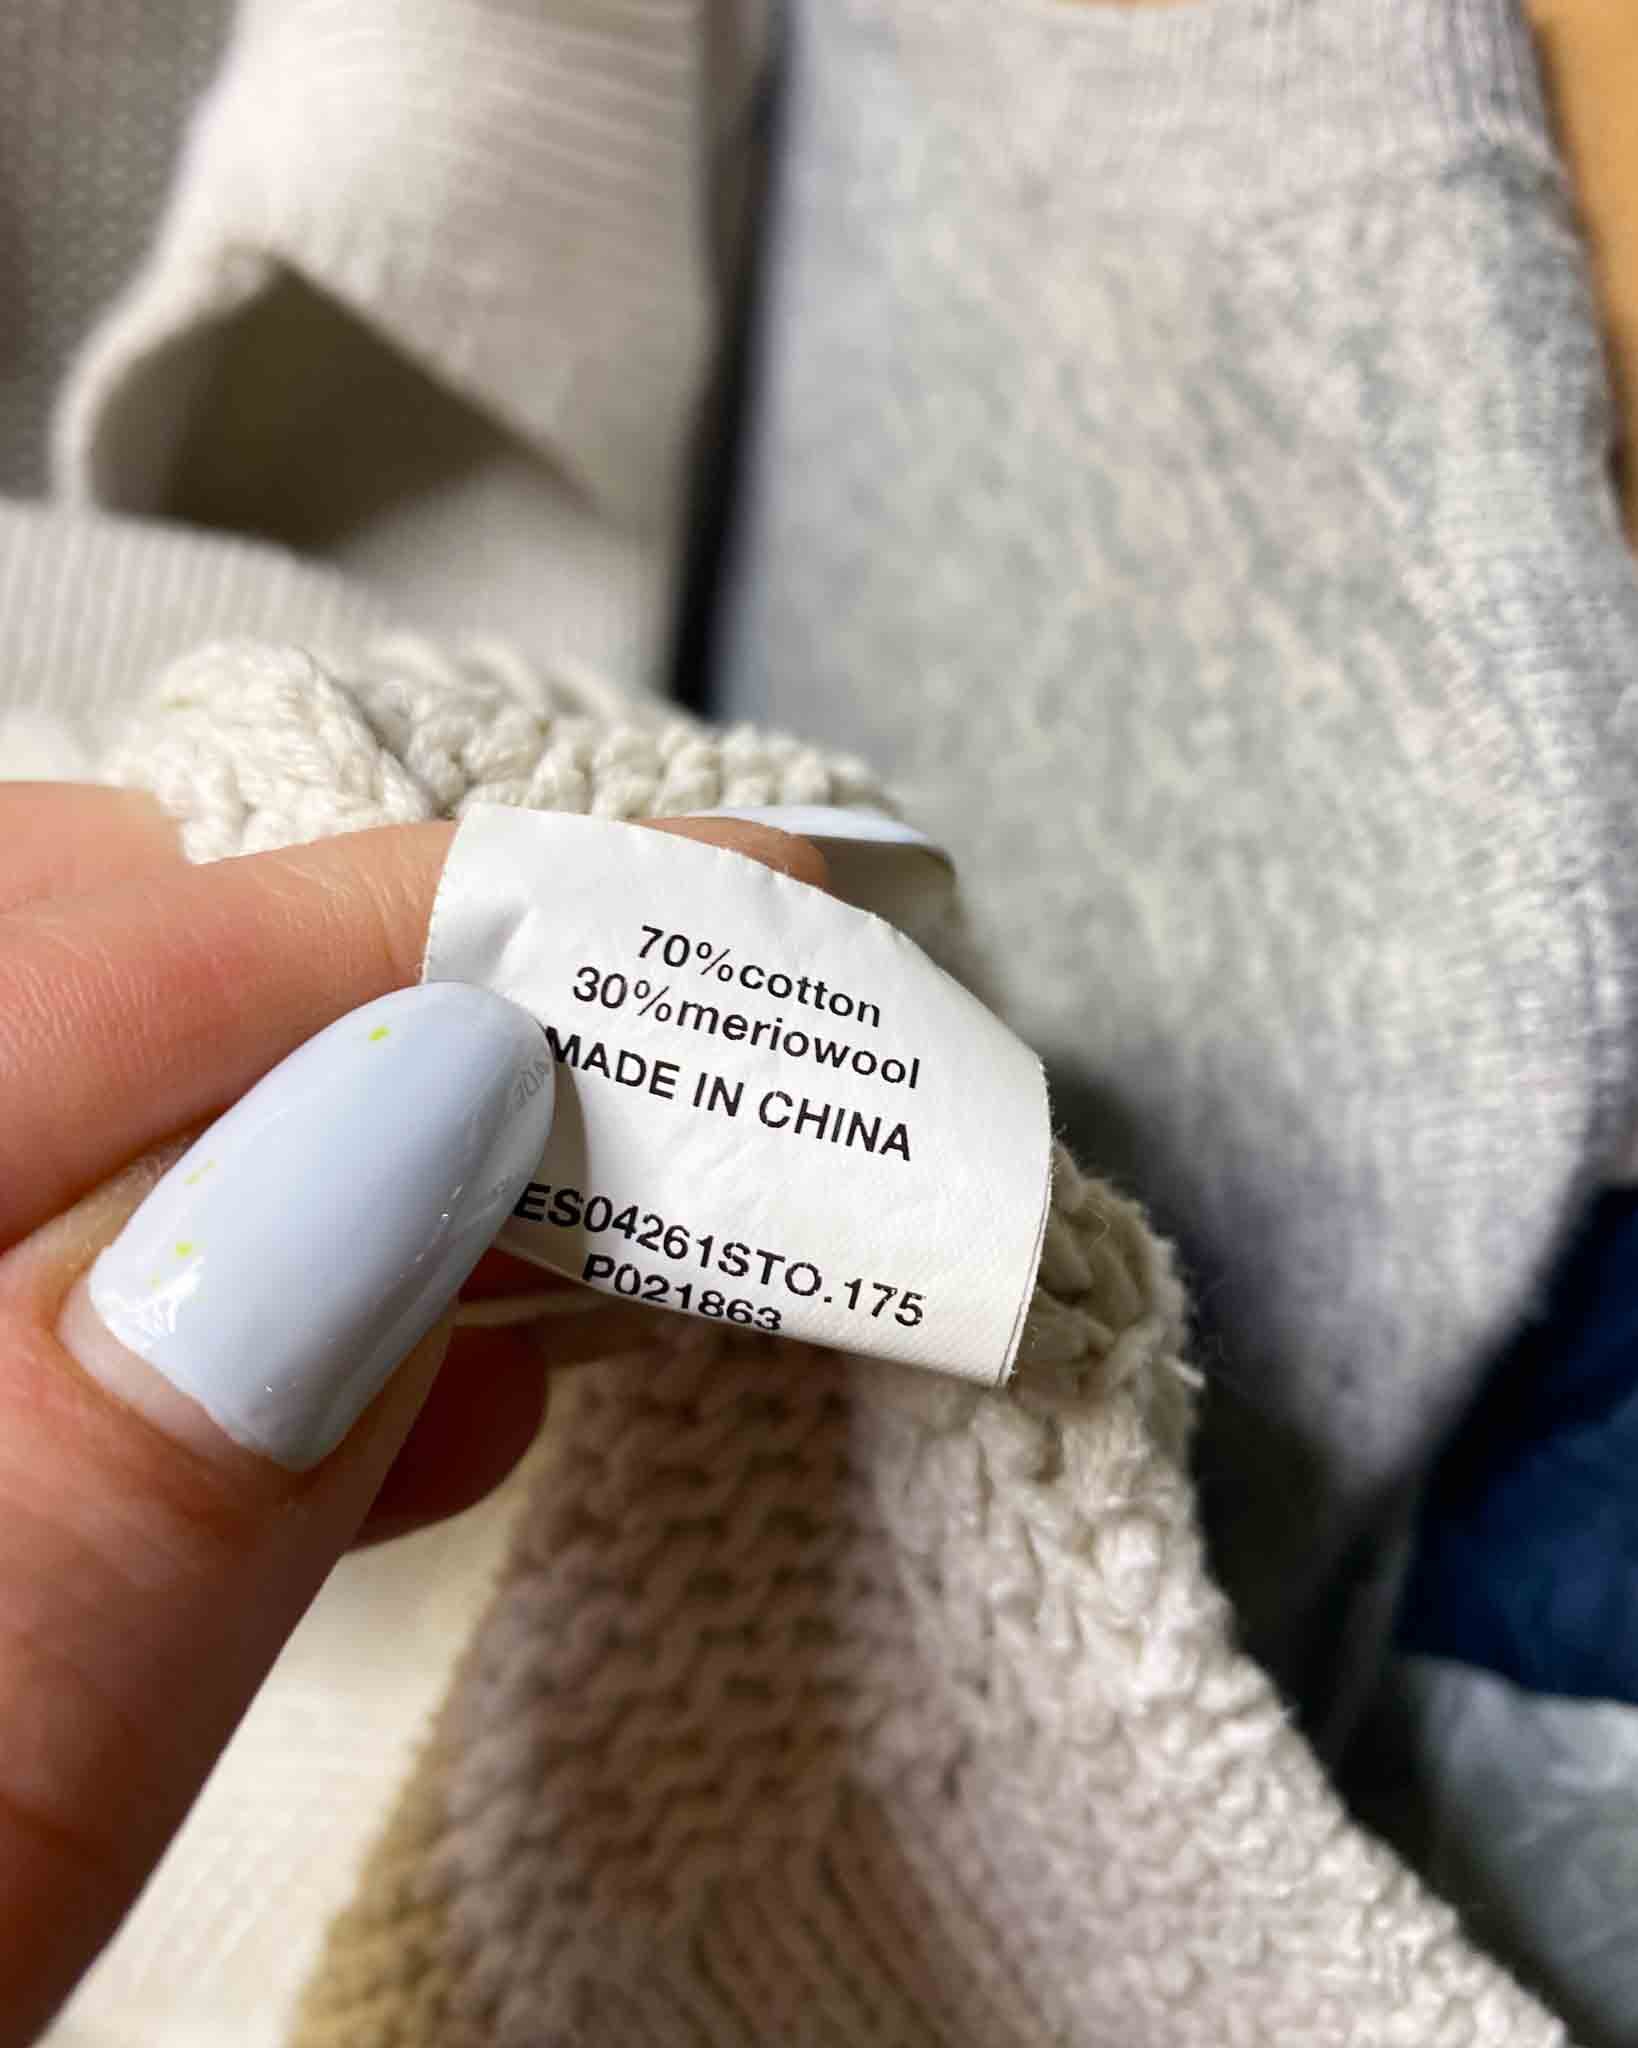 70%cotton
30%meriowool
MADE IN CHINA
ES04261STO.175
P021863